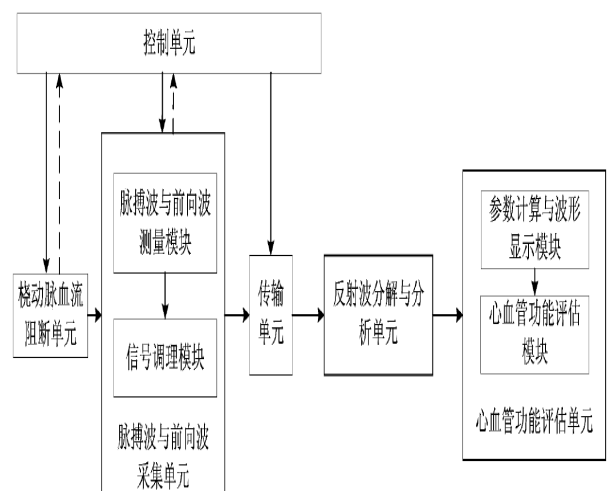 控制单元
桡动脉血流
阻断单元
脉搏波与前向波
测量模块
信号调理模块
脉搏波与前向波
采集单元
传输
单元
反射波分解与分
析单元
参数计算与波形
显示模块
心血管功能评估
模块
心血管功能评估单元